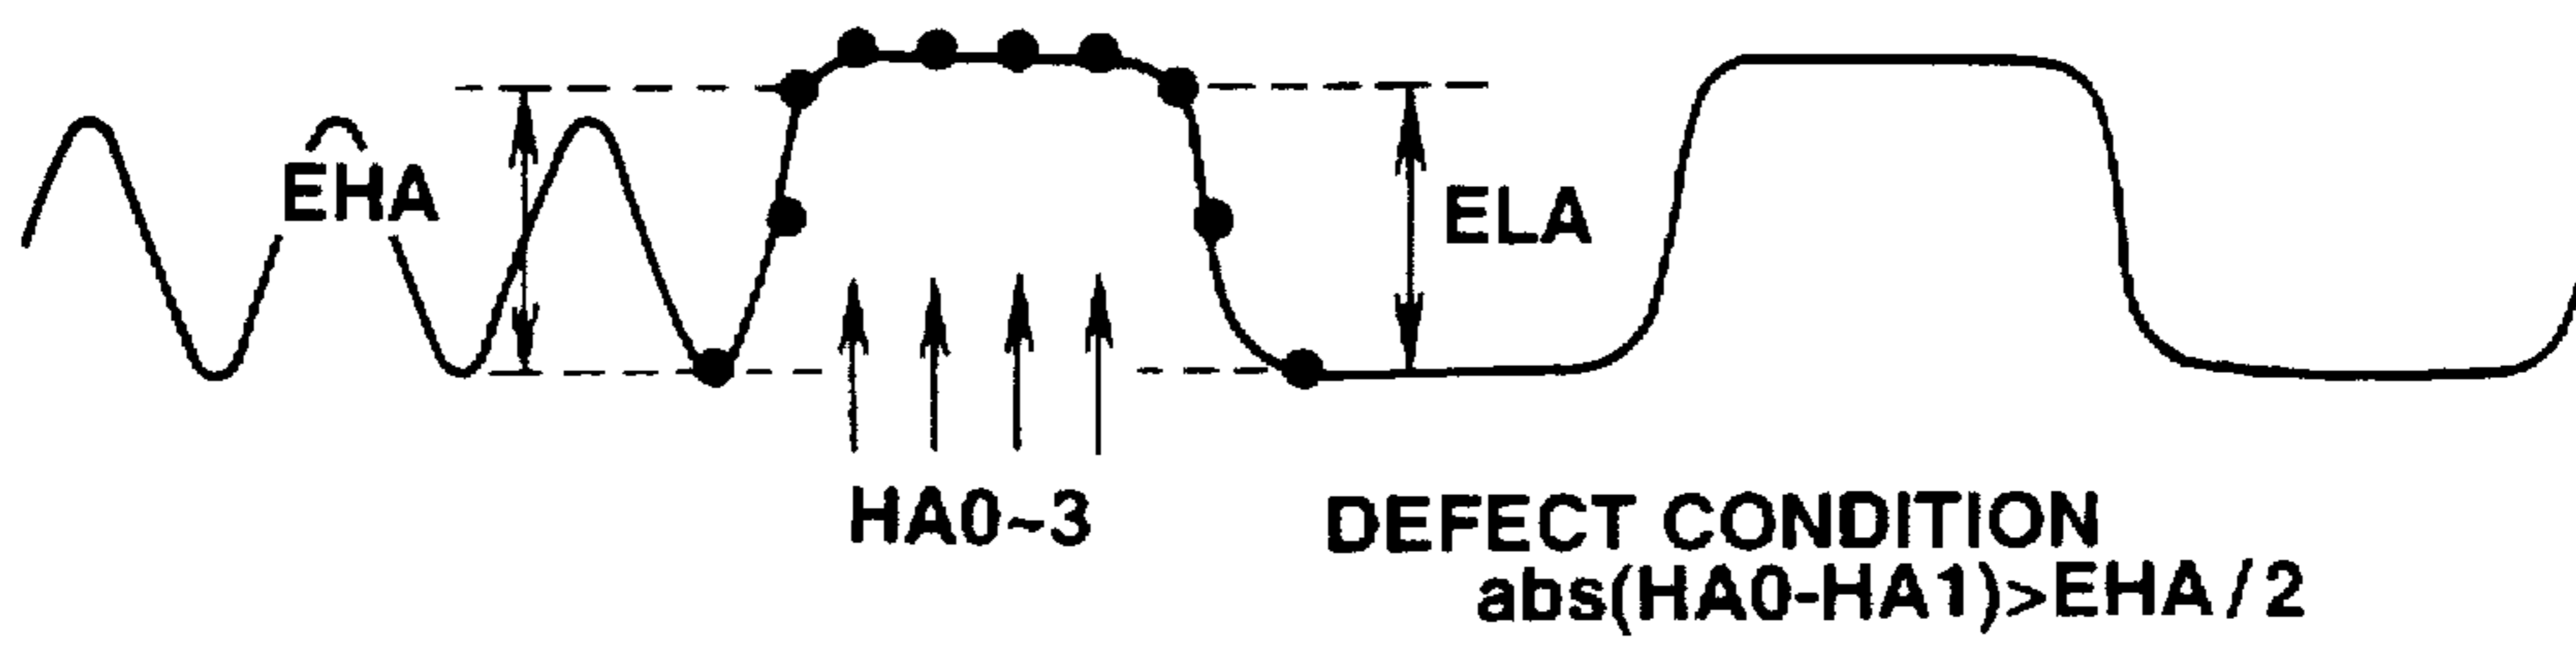 EHA
ELA
HA0~3
DEFECT CONDITION
abs(HA0-HA1)>EHA/2